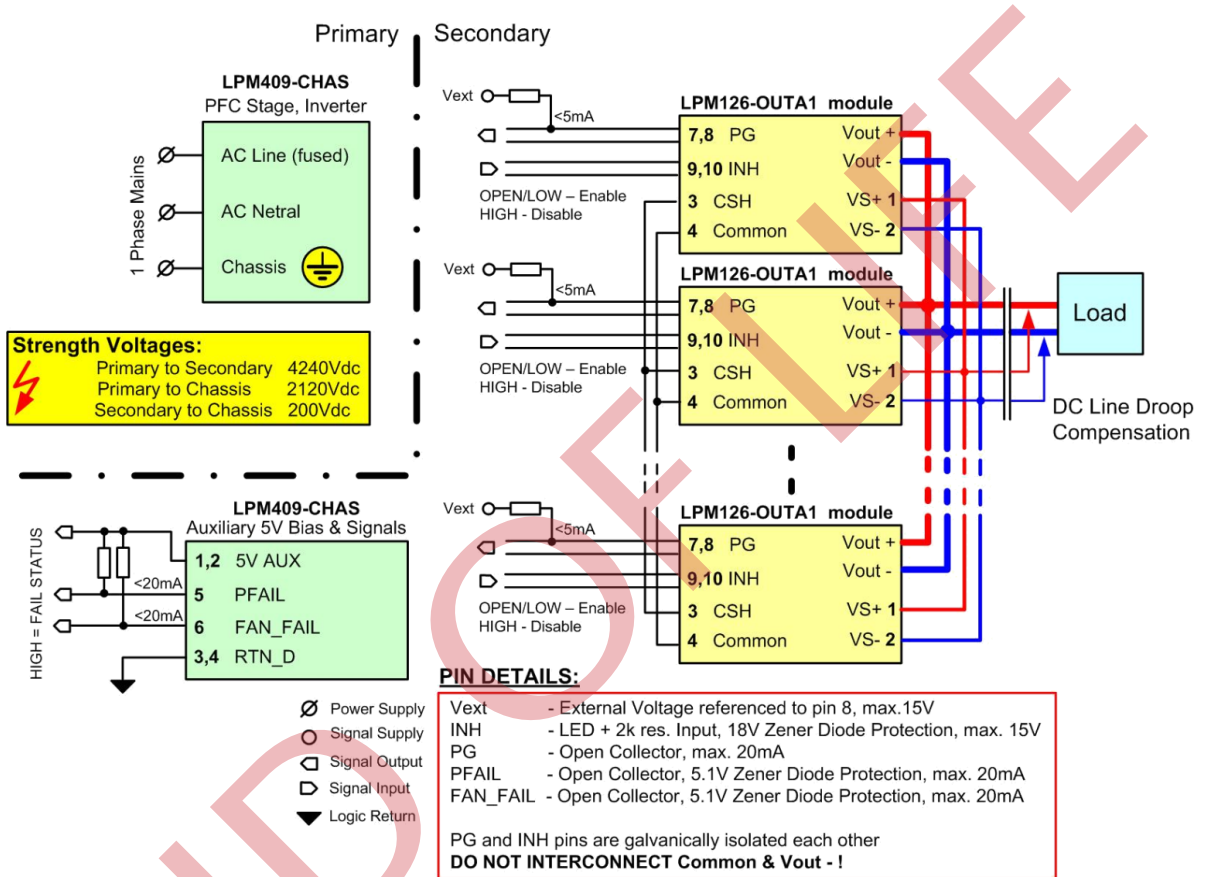 Primary
Secondary
LPM409-CHAS
PFC Stage, Inverter
1 Phase Mains
AC Line (fused)
AC Netral
Chassis
Strength Voltages:
Primary to Secondary 4240Vdc
Primary to Chassis 2120Vdc
Secondary to Chassis 200Vdc
LPM409-CHAS
Auxiliary 5V Bias & Signals
HIGH = FAIL STATUS
1,2 5V AUX
<20mA
5 PFAIL
<20mA
6 FAN_FAIL
3,4 RTN_D
Power Supply
Signal Supply
Signal Output
Signal Input
Logic Return
Vext
<5mA
OPEN/LOW – Enable
HIGH - Disable
LPM126-OUTA1 module
7,8 PG Vout +
9,10 INH Vout -
3 CSH VS+ 1
4 Common VS- 2
Vext
<5mA
OPEN/LOW – Enable
HIGH - Disable
LPM126-OUTA1 module
7,8 PG Vout +
9,10 INH Vout -
3 CSH VS+ 1
4 Common VS- 2
Load
DC Line Droop
Compensation
Vext
<5mA
OPEN/LOW – Enable
HIGH - Disable
LPM126-OUTA1 module
7,8 PG Vout +
9,10 INH Vout -
3 CSH VS+ 1
4 Common VS- 2
PIN DETAILS:
Vext - External Voltage referenced to pin 8, max.15V
INH - LED + 2k res. Input, 18V Zener Diode Protection, max. 15V
PG - Open Collector, max. 20mA
PFAIL - Open Collector, 5.1V Zener Diode Protection, max. 20mA
FAN_FAIL - Open Collector, 5.1V Zener Diode Protection, max. 20mA
PG and INH pins are galvanically isolated each other
DO NOT INTERCONNECT Common & Vout - !
OF LIFE